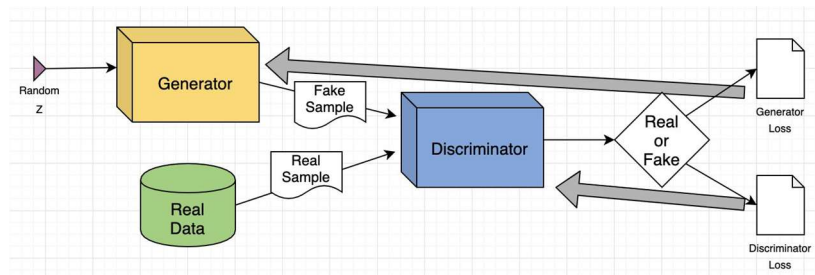 Random
Z
Generator
Fake
Sample
Real
Sample
Real
Data
Discriminator
Real
or
Fake
Generator
Loss
Discriminator
Loss